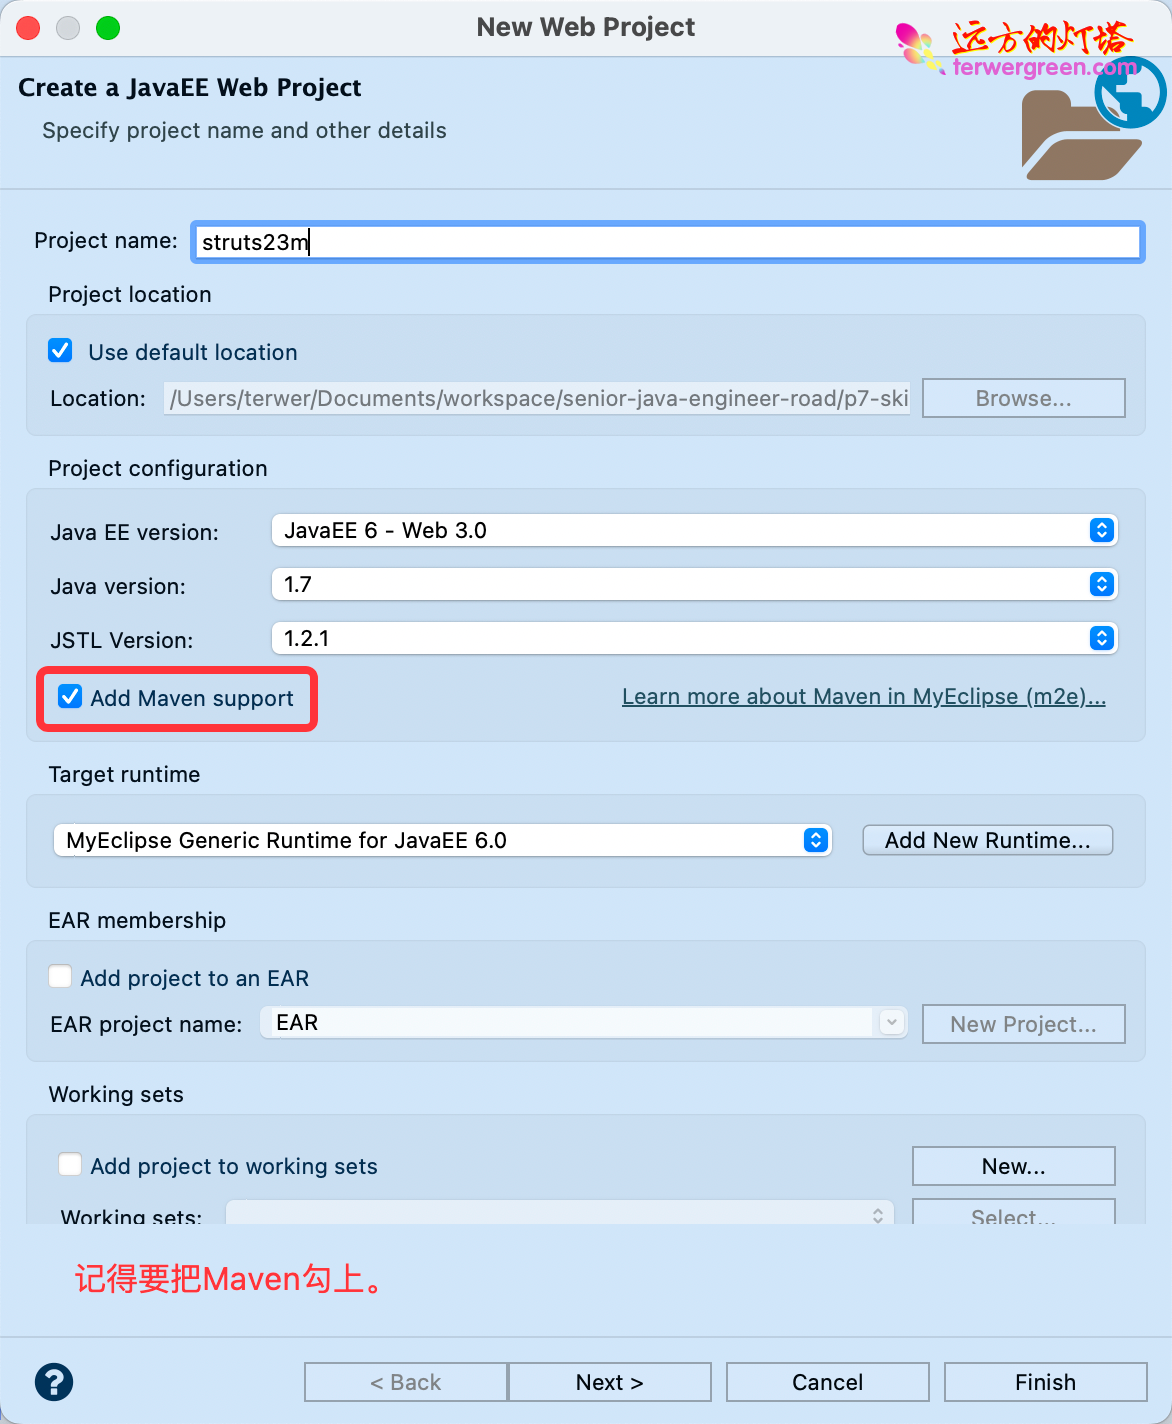 New Web Project
远方的灯塔
terwergreen.com
Create a JavaEE Web Project
Specify project name and other details
Project name: struts23m
Project location
Use default location
Location: /Users/terwer/Documents/workspace/senior-java-engineer-road/p7-ski Browse...
Project configuration
Java EE version: JavaEE 6 - Web 3.0
Java version: 1.7
JSTL Version: 1.2.1
Add Maven support Learn more about Maven in MyEclipse (m2e)...
Target runtime
MyEclipse Generic Runtime for JavaEE 6.0 Add New Runtime...
EAR membership
Add project to an EAR
EAR project name: EAR New Project...
Working sets
Add project to working sets New...
Working sets: Select...
记得要把Maven勾上。
? < Back Next > Cancel Finish